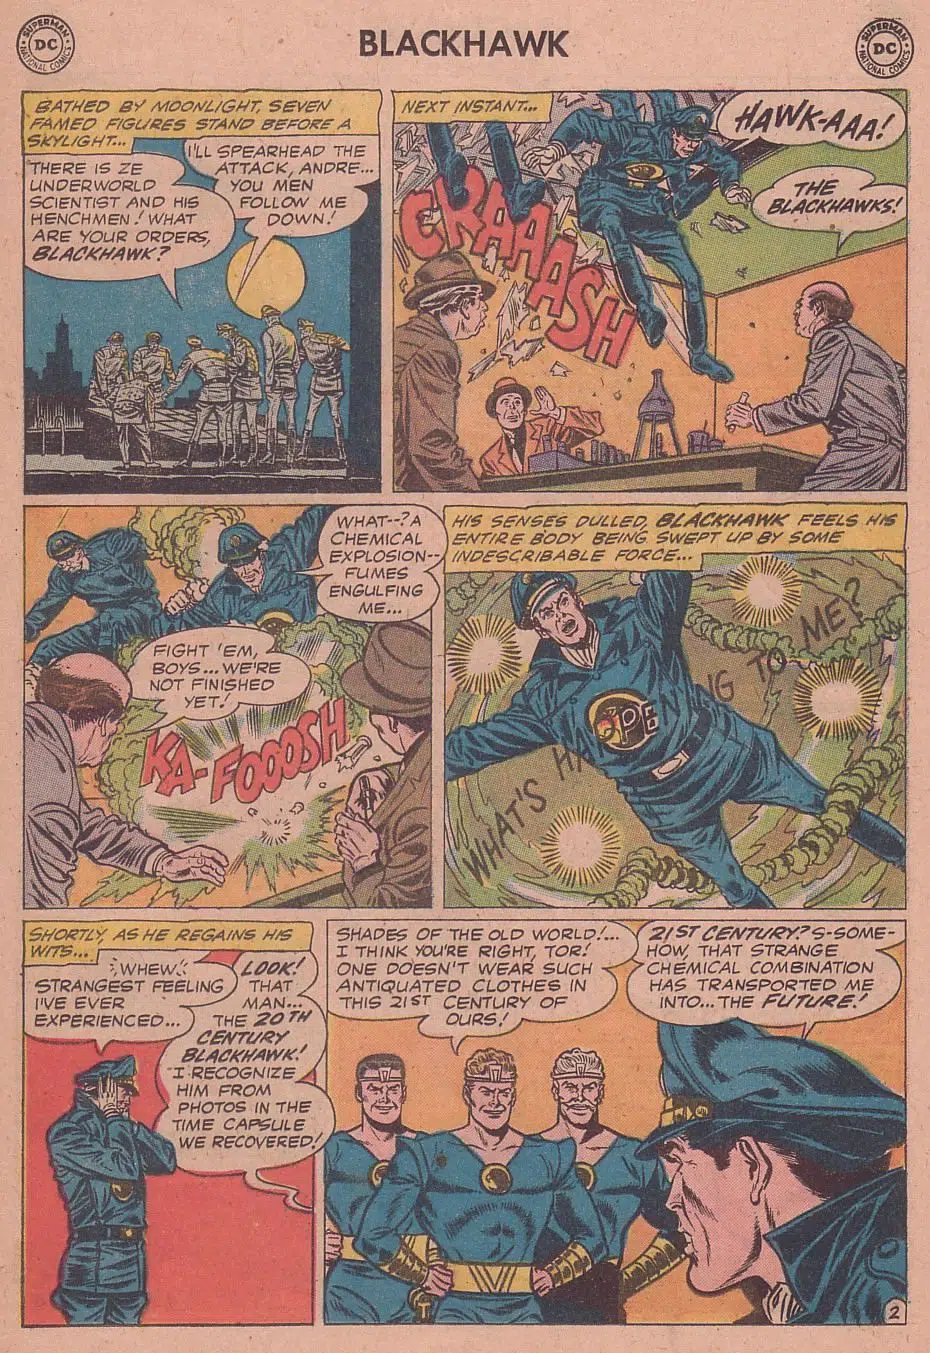 SUPERMAN
DC
NATIONAL COMICS
BLACKHAWK
SUPERMAN
DC
NATIONAL COMICS
BATHED BY MOONLIGHT, SEVEN
FAMED FIGURES STAND BEFORE A
SKYLIGHT...
THERE IS ZE
UNDERWORLD
SCIENTIST AND HIS
HENCHMEN! WHAT
ARE YOUR ORDERS,
BLACKHAWK?
I'LL SPEARHEAD THE
ATTACK, ANDRE...
YOU MEN
FOLLOW ME
DOWN!
NEXT INSTANT...
CRAAAASH
HAWK-AAA!
THE
BLACKHAWKS!
WHAT--? A
CHEMICAL
EXPLOSION--
FUMES
ENGULFING
ME...
FIGHT 'EM,
BOYS... WE'RE
NOT FINISHED
YET!
KA-FOOOSH
HIS SENSES DULLED, BLACKHAWK FEELS HIS
ENTIRE BODY BEING SWEPT UP BY SOME
INDESCRIBABLE FORCE...
WHAT'S HA PENING TO ME?
SHORTLY, AS HE REGAINS HIS
WITS...
WHEW!
STRANGEST FEELING
I'VE EVER
EXPERIENCED...
LOOK!
THAT
MAN...
THE 20TH
CENTURY
BLACKHAWK!
I RECOGNIZE
HIM FROM
PHOTOS IN THE
TIME CAPSULE
WE RECOVERED!
SHADES OF THE OLD WORLD!...
I THINK YOU'RE RIGHT, TOR!
ONE DOESN'T WEAR SUCH
ANTIQUATED CLOTHES IN
THIS 21ST CENTURY OF
OURS!
21ST CENTURY? S-SOME-
HOW, THAT STRANGE
CHEMICAL COMBINATION
HAS TRANSPORTED ME
INTO... THE FUTURE!
2